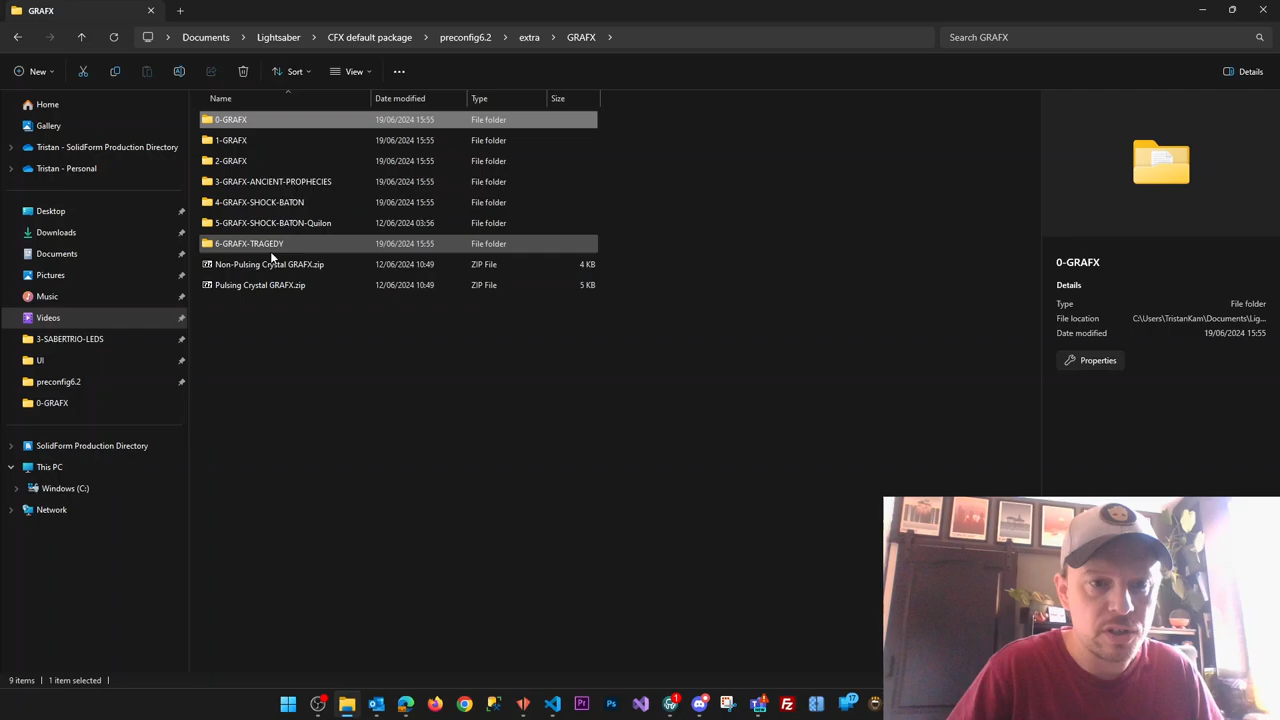 GRAFX
Documents
Lightsaber
CFX default package
preconfig6.2
extra
GRAFX
Search GRAFX
New
Sort
View
Details
Name
Date modified
Type
Size
0-GRAFX 19/06/2024 15:55 File folder
1-GRAFX 19/06/2024 15:55 File folder
2-GRAFX 19/06/2024 15:55 File folder
3-GRAFX-ANCIENT-PROPHECIES 19/06/2024 15:55 File folder
4-GRAFX-SHOCK-BATON 19/06/2024 15:55 File folder
5-GRAFX-SHOCK-BATON-Quilon 12/06/2024 03:56 File folder
6-GRAFX-TRAGEDY 19/06/2024 15:55 File folder
Non-Pulsing Crystal GRAFX.zip 12/06/2024 10:49 ZIP File 4 KB
Pulsing Crystal GRAFX.zip 12/06/2024 10:49 ZIP File 5 KB
Home
Gallery
Tristan - SolidForm Production Directory
Tristan - Personal
Desktop
Downloads
Documents
Pictures
Music
Videos
3-SABERTRIO-LEDS
UI
preconfig6.2
0-GRAFX
SolidForm Production Directory
This PC
Windows (C:)
Network
0-GRAFX
Details
Type File folder
File location C:\Users\TristanKam\Documents\Lig...
Date modified 19/06/2024 15:55
Properties
9 items
1 item selected
Pr
Ps
1
17